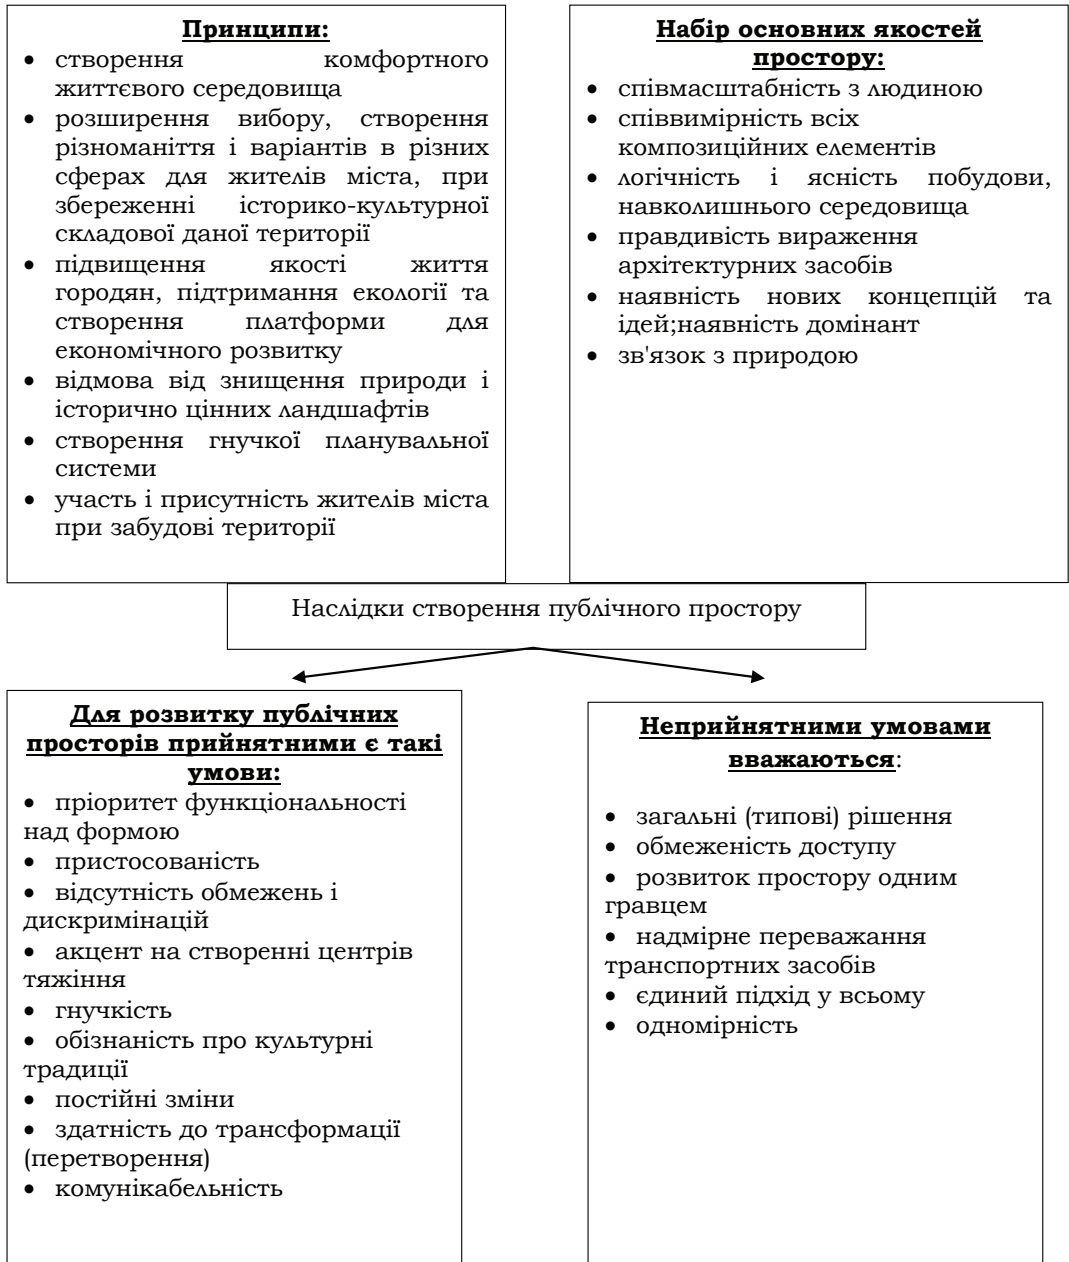 Принципи:
• створення комфортного
життєвого середовища
• розширення вибору, створення
різноманіття і варіантів в різних
сферах для жителів міста, при
збереженні історико-культурної
складової даної території
• підвищення якості життя
городян, підтримання екології та
створення платформи для
економічного розвитку
• відмова від знищення природи і
історично цінних ландшафтів
• створення гнучкої планувальної
системи
• участь і присутність жителів міста
при забудові території
Набір основних якостей
простору:
• співмасштабність з людиною
• співвимірність всіх
композиційних елементів
• логічність і ясність побудови,
навколишнього середовища
• правдивість вираження
архітектурних засобів
• наявність нових концепцій та
ідей;наявність домінант
• зв'язок з природою
Наслідки створення публічного простору
Для розвитку публічних
просторів прийнятними є такі
умови:
• пріоритет функціональності
над формою
• пристосованість
• відсутність обмежень і
дискримінацій
• акцент на створенні центрів
тяжіння
• гнучкість
• обізнаність про культурні
традиції
• постійні зміни
• здатність до трансформації
(перетворення)
• комунікабельність
Неприйнятними умовами
вважаються:
• загальні (типові) рішення
• обмеженість доступу
• розвиток простору одним
гравцем
• надмірне переважання
транспортних засобів
• єдиний підхід у всьому
• одномірність